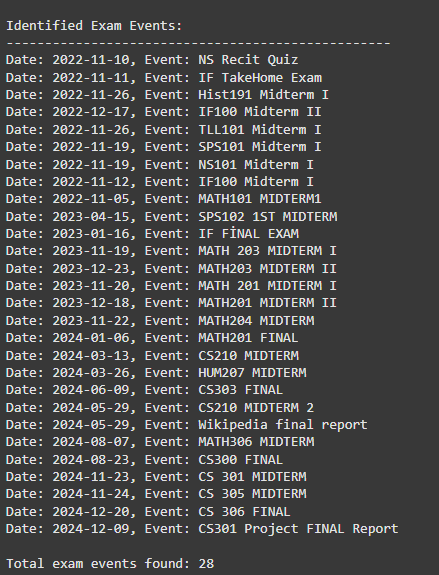 Identified Exam Events:
--------------------------------------------------
Date: 2022-11-10, Event: NS Recit Quiz
Date: 2022-11-11, Event: IF TakeHome Exam
Date: 2022-11-26, Event: Hist191 Midterm I
Date: 2022-12-17, Event: IF100 Midterm II
Date: 2022-11-26, Event: TLL101 Midterm I
Date: 2022-11-19, Event: SPS101 Midterm I
Date: 2022-11-19, Event: NS101 Midterm I
Date: 2022-11-12, Event: IF100 Midterm I
Date: 2022-11-05, Event: MATH101 MIDTERM1
Date: 2023-04-15, Event: SPS102 1ST MIDTERM
Date: 2023-01-16, Event: IF FİNAL EXAM
Date: 2023-11-19, Event: MATH 203 MIDTERM I
Date: 2023-12-23, Event: MATH203 MIDTERM II
Date: 2023-11-20, Event: MATH 201 MIDTERM I
Date: 2023-12-18, Event: MATH201 MIDTERM II
Date: 2023-11-22, Event: MATH204 MIDTERM
Date: 2024-01-06, Event: MATH201 FINAL
Date: 2024-03-13, Event: CS210 MIDTERM
Date: 2024-03-26, Event: HUM207 MIDTERM
Date: 2024-06-09, Event: CS303 FINAL
Date: 2024-05-29, Event: CS210 MIDTERM 2
Date: 2024-05-29, Event: Wikipedia final report
Date: 2024-08-07, Event: MATH306 MIDTERM
Date: 2024-08-23, Event: CS300 FINAL
Date: 2024-11-23, Event: CS 301 MIDTERM
Date: 2024-11-24, Event: CS 305 MIDTERM
Date: 2024-12-20, Event: CS 306 FINAL
Date: 2024-12-09, Event: CS301 Project FINAL Report
Total exam events found: 28